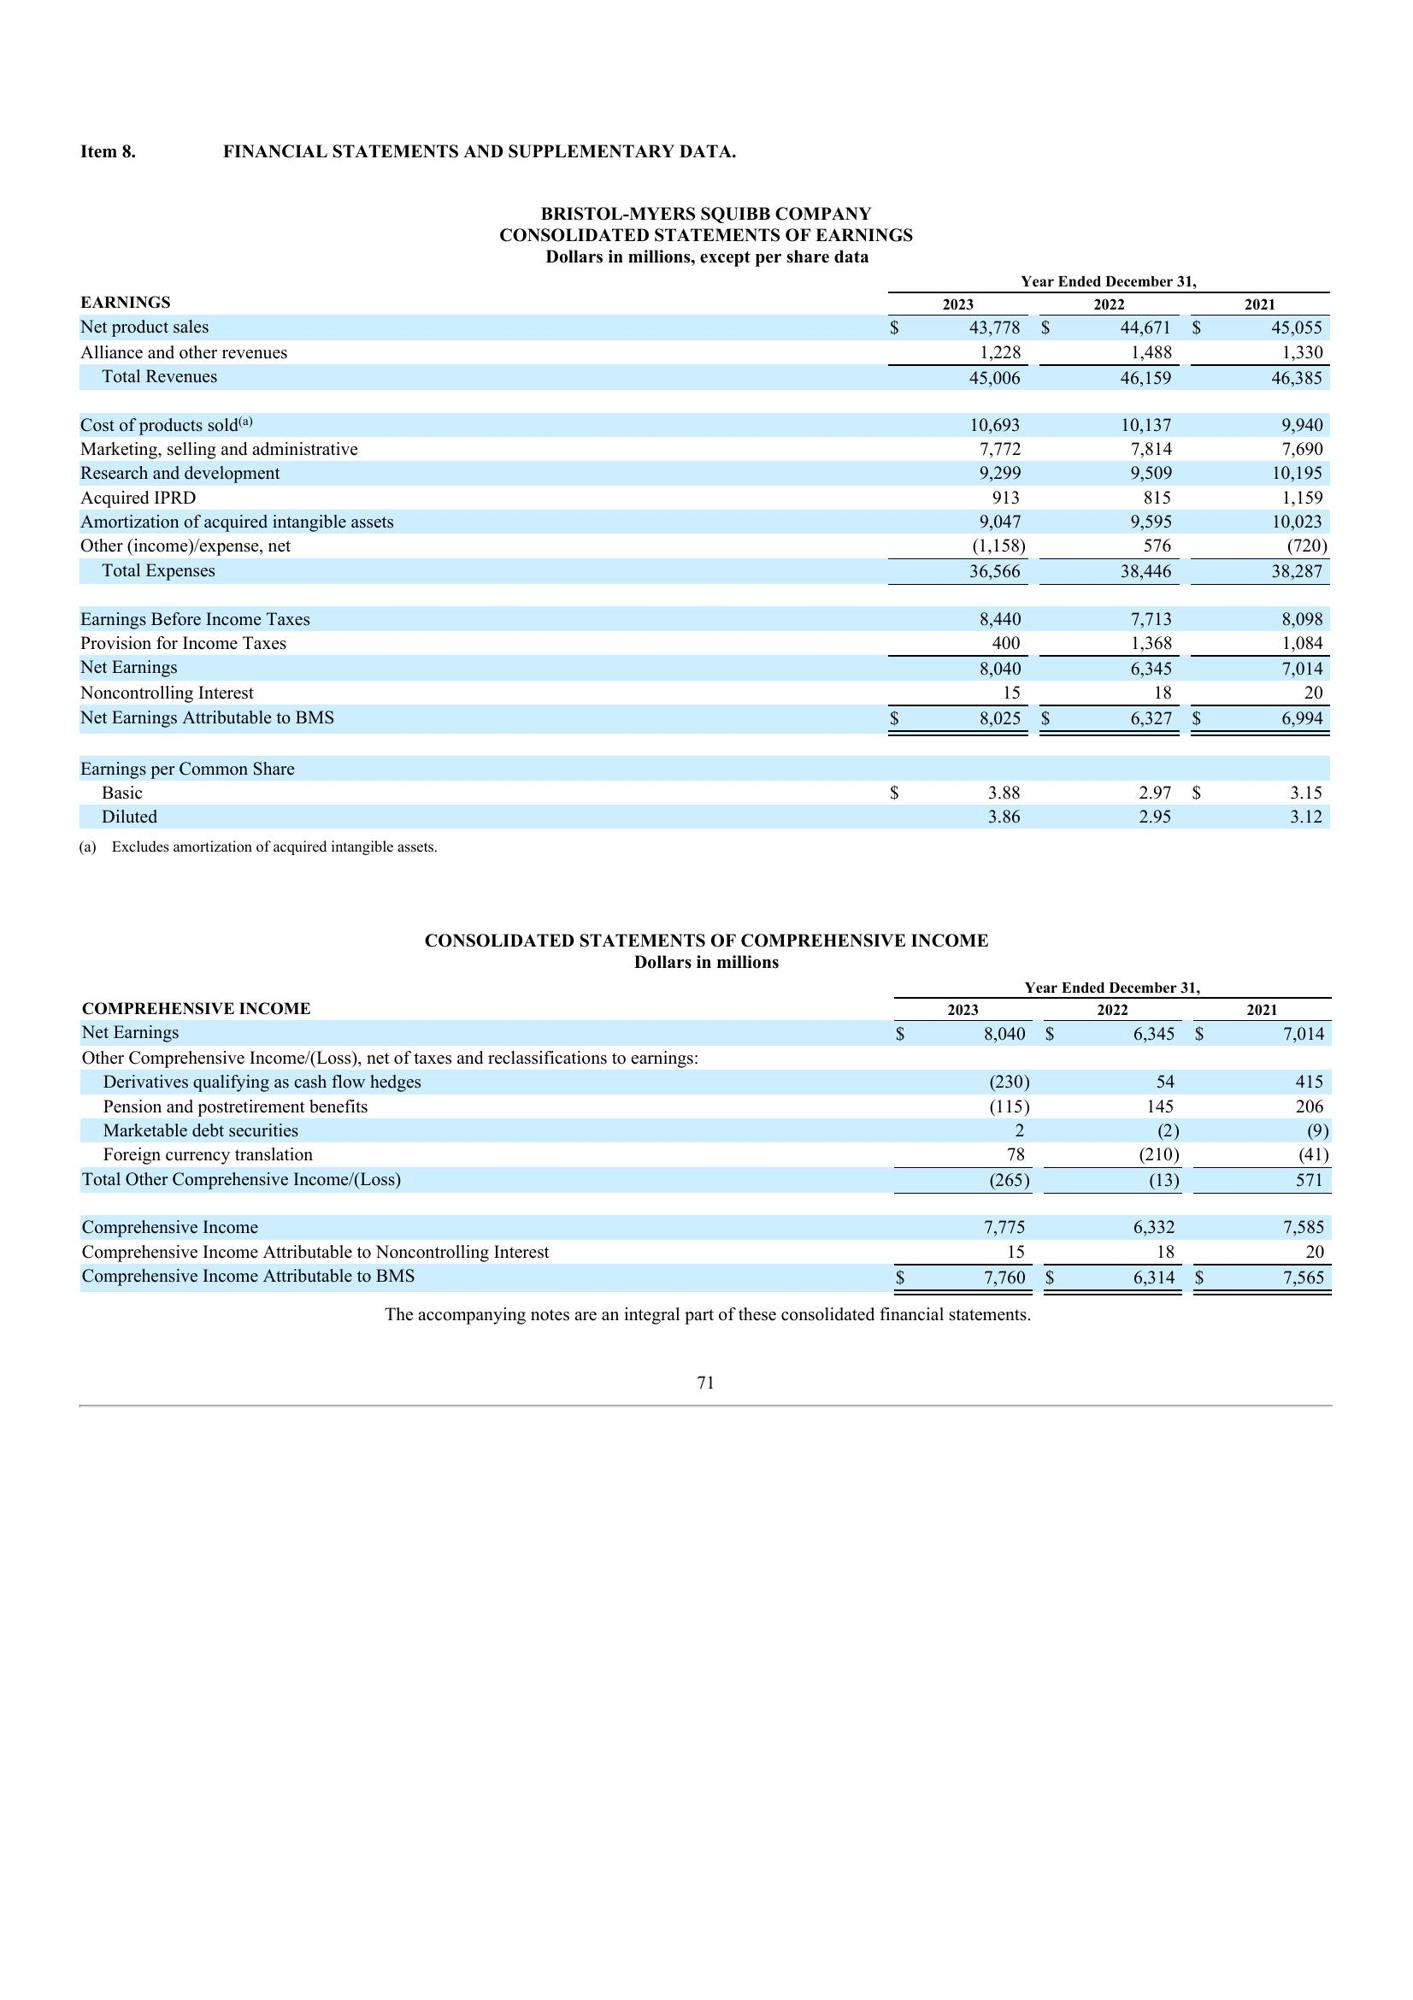 Item 8. FINANCIAL STATEMENTS AND SUPPLEMENTARY DATA.
BRISTOL-MYERS SQUIBB COMPANY
CONSOLIDATED STATEMENTS OF EARNINGS
Dollars in millions, except per share data
Year Ended December 31,
EARNINGS 2023 2022 2021
Net product sales $ 43,778 $ 44,671 $ 45,055
Alliance and other revenues 1,228 1,488 1,330
Total Revenues 45,006 46,159 46,385
Cost of products sold(a) 10,693 10,137 9,940
Marketing, selling and administrative 7,772 7,814 7,690
Research and development 9,299 9,509 10,195
Acquired IPRD 913 815 1,159
Amortization of acquired intangible assets 9,047 9,595 10,023
Other (income)/expense, net (1,158) 576 (720)
Total Expenses 36,566 38,446 38,287
Earnings Before Income Taxes 8,440 7,713 8,098
Provision for Income Taxes 400 1,368 1,084
Net Earnings 8,040 6,345 7,014
Noncontrolling Interest 15 18 20
Net Earnings Attributable to BMS $ 8,025 $ 6,327 $ 6,994
Earnings per Common Share
Basic $ 3.88 2.97 $ 3.15
Diluted 3.86 2.95 3.12
(a) Excludes amortization of acquired intangible assets.
CONSOLIDATED STATEMENTS OF COMPREHENSIVE INCOME
Dollars in millions
Year Ended December 31,
COMPREHENSIVE INCOME 2023 2022 2021
Net Earnings $ 8,040 $ 6,345 $ 7,014
Other Comprehensive Income/(Loss), net of taxes and reclassifications to earnings:
Derivatives qualifying as cash flow hedges (230) 54 415
Pension and postretirement benefits (115) 145 206
Marketable debt securities 2 (2) (9)
Foreign currency translation 78 (210) (41)
Total Other Comprehensive Income/(Loss) (265) (13) 571
Comprehensive Income 7,775 6,332 7,585
Comprehensive Income Attributable to Noncontrolling Interest 15 18 20
Comprehensive Income Attributable to BMS $ 7,760 $ 6,314 $ 7,565
The accompanying notes are an integral part of these consolidated financial statements.
71